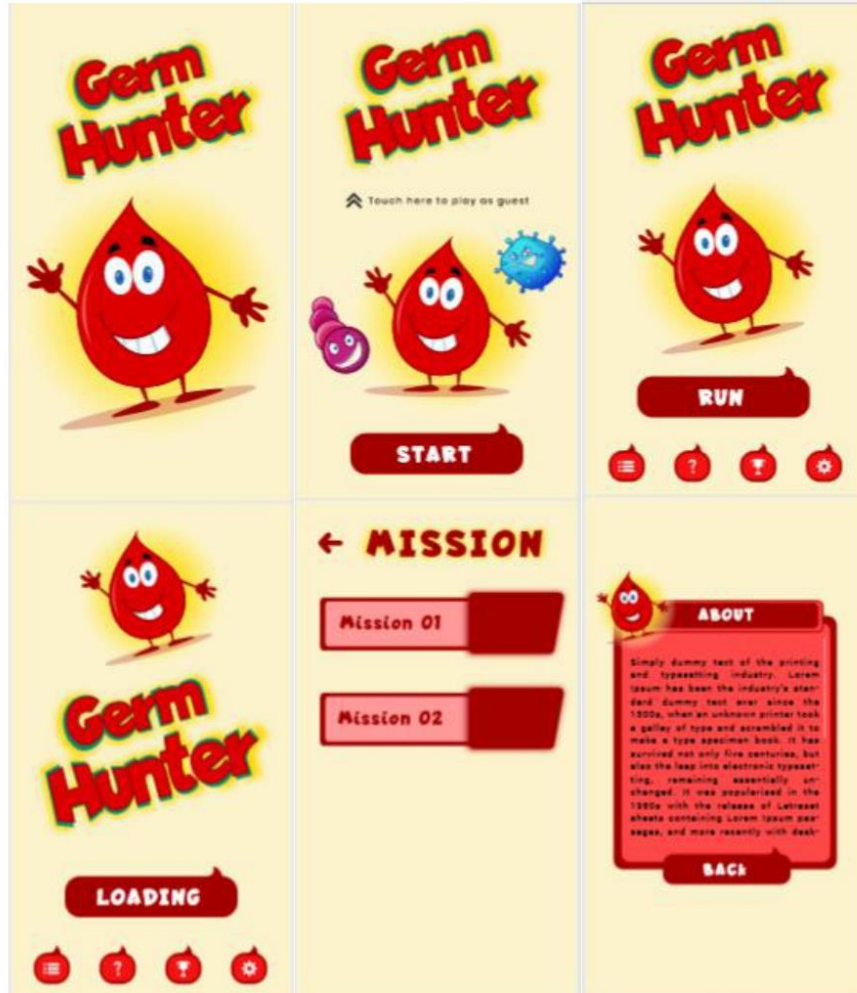 Germ
Hunter
Germ
Hunter
Touch here to play as guest
START
Germ
Hunter
RUN
?
Germ
Hunter
LOADING
?
← MISSION
Mission 01
Mission 02
ABOUT
Simply dummy text of the printing
and typesetting industry. Lorem
Ipsum has been the industry's stan-
dard dummy text ever since the
1500s, when an unknown printer took
a galley of type and scrambled it to
make a type specimen book. It has
survived not only five centuries, but
also the leap into electronic typeset-
ting, remaining essentially un-
changed. It was popularised in the
1960s with the release of Letraset
sheets containing Lorem Ipsum pas-
sages, and more recently with desk-
BACK